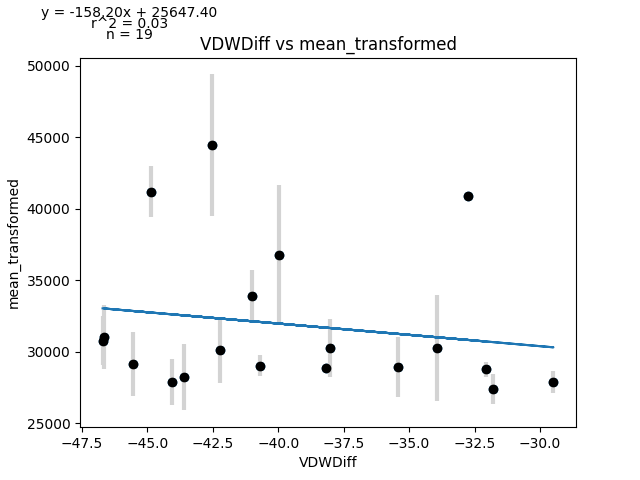 y = -158.20x + 25647.40
r^2 = 0.03
n = 19
VDWDiff vs mean_transformed
50000
45000
40000
35000
30000
25000
mean_transformed
−47.5
−45.0
−42.5
−40.0
−37.5
−35.0
−32.5
−30.0
VDWDiff